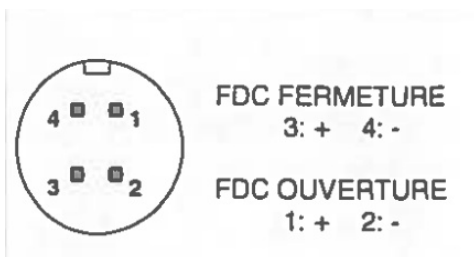 4 1
3 2
FDC FERMETURE
3: + 4: -
FDC OUVERTURE
1: + 2: -